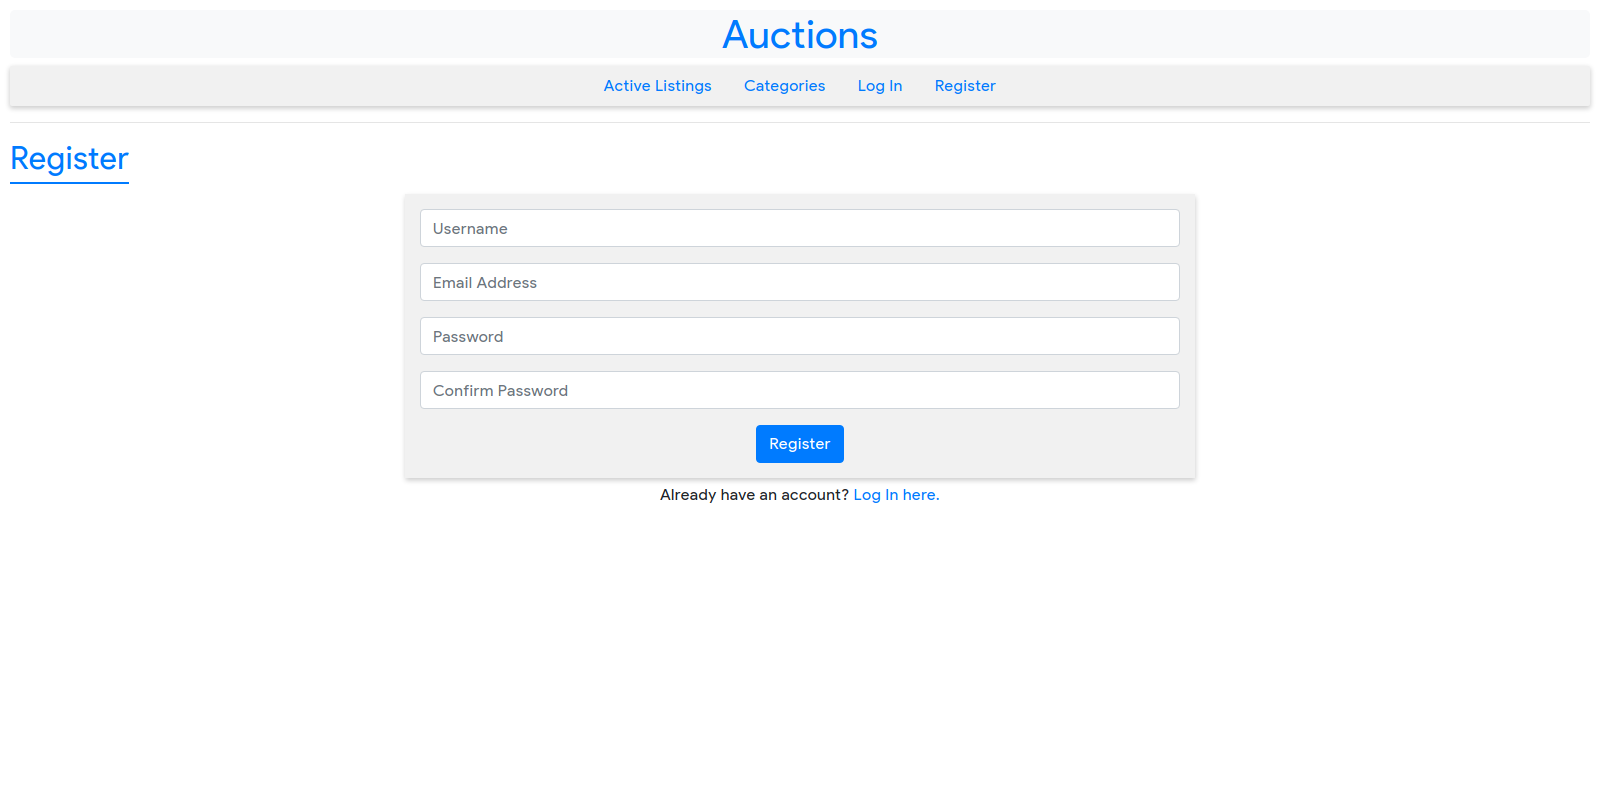 Auctions
Active Listings Categories Log In Register
Register
Username
Email Address
Password
Confirm Password
Register
Already have an account? Log In here.